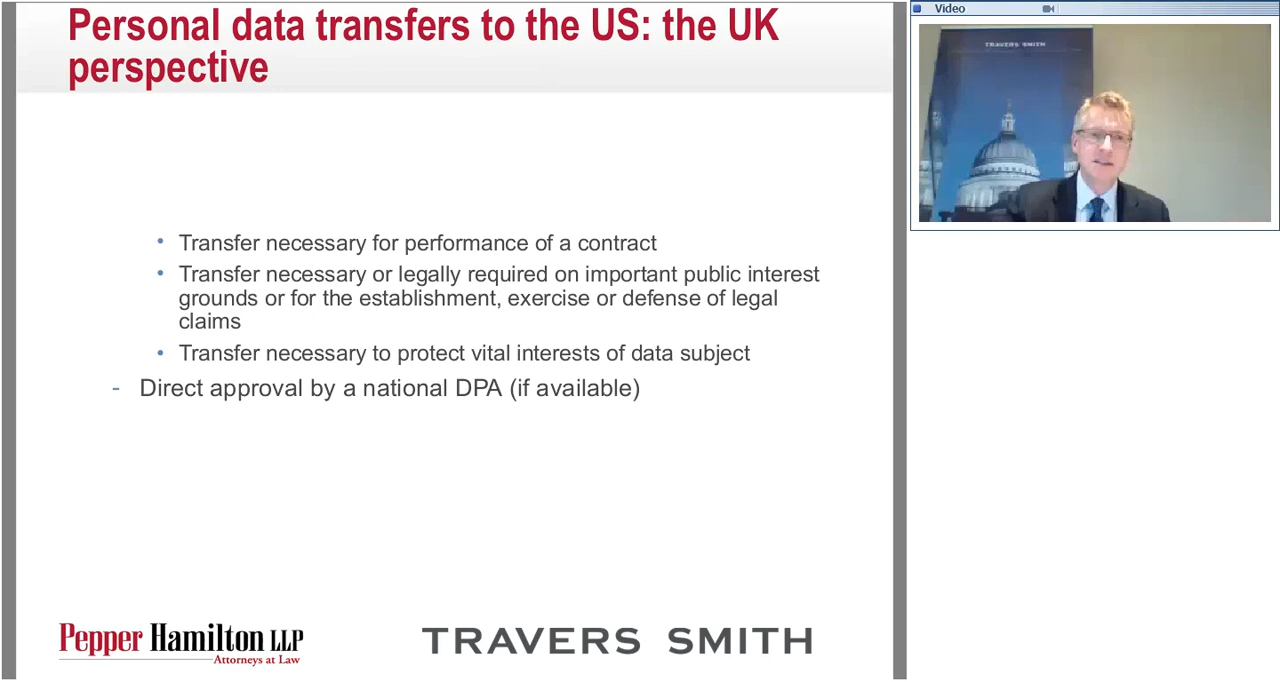 Personal data transfers to the US: the UK
perspective
• Transfer necessary for performance of a contract
• Transfer necessary or legally required on important public interest
grounds or for the establishment, exercise or defense of legal
claims
• Transfer necessary to protect vital interests of data subject
- Direct approval by a national DPA (if available)
Pepper Hamilton LLP
Attorneys at Law
TRAVERS SMITH
Video
TRAVERS SMITH